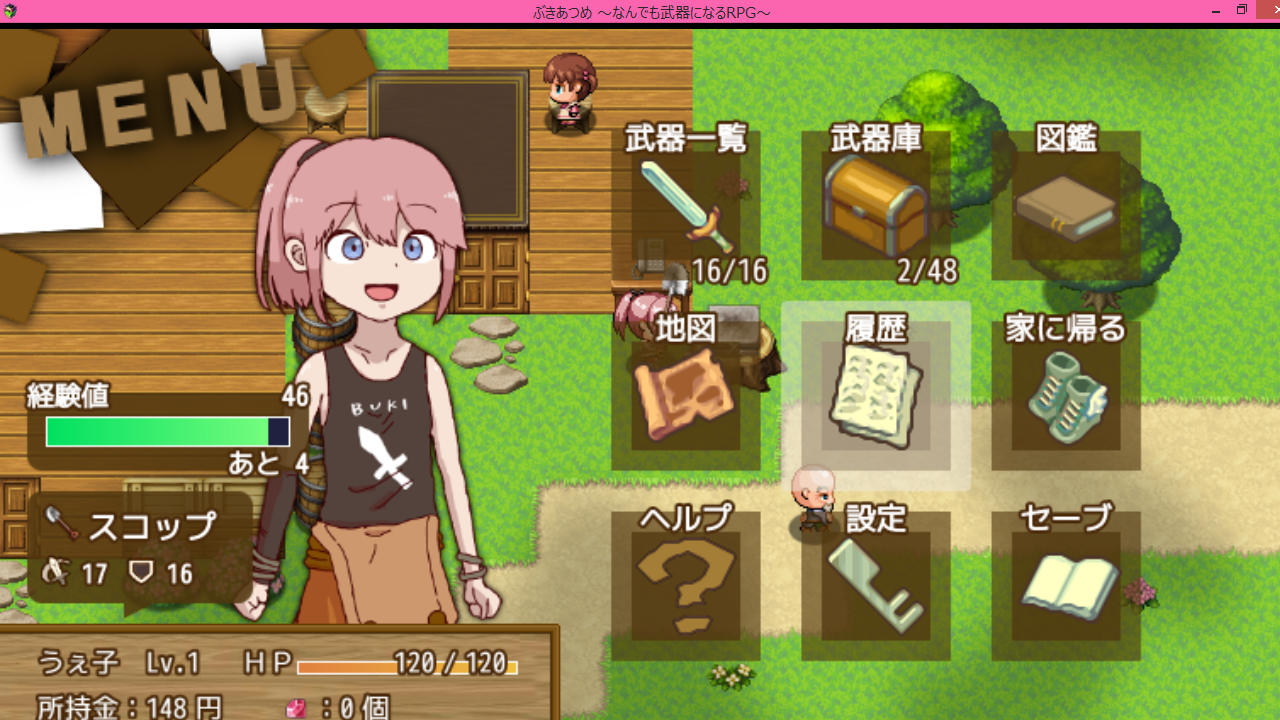 ぶきあつめ ～なんでも武器になるRPG～
MENU
武器一覧
16/16
武器庫
2/48
図鑑
地図
履歴
家に帰る
ヘルプ
設定
セーブ
経験値 46
あと 4
BUKI
スコップ
17 16
うぇ子 Lv.1 HP 120/120
所持金：148円 ：0個